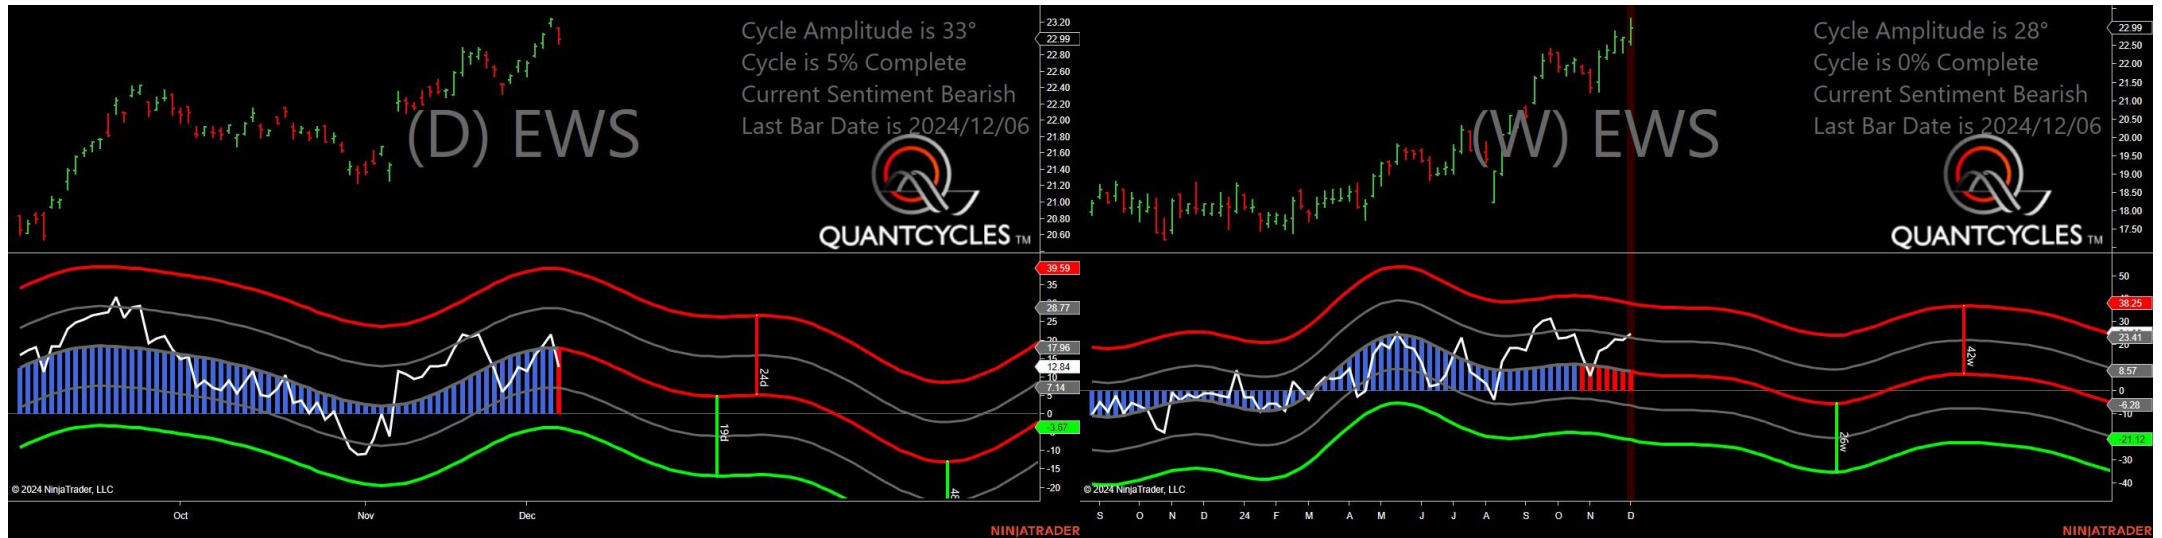 Cycle Amplitude is 33°
Cycle is 5% Complete
Current Sentiment Bearish
Last Bar Date is 2024/12/06
(D) EWS
QUANTCYCLES TM
23.20
22.99
22.80
22.60
22.40
22.20
22.00
21.80
21.60
21.40
21.20
21.00
20.80
20.60
39.59
35
28.77
25
17.96
12.84
10
7.14
5
0
-3.67
-10
-15
-20
24d
19d
© 2024 NinjaTrader, LLC
Oct Nov Dec
NINJATRADER
Cycle Amplitude is 28°
Cycle is 0% Complete
Current Sentiment Bearish
Last Bar Date is 2024/12/06
(W) EWS
QUANTCYCLES TM
22.99
22.50
22.00
21.50
21.00
20.50
20.00
19.50
19.00
18.50
18.00
17.50
50
38.25
30
23.41
20
8.57
0
-6.28
-10
-21.12
-30
-40
42w
26w
© 2024 NinjaTrader, LLC
S O N D 24 F M A M J J A S O N D
NINJATRADER